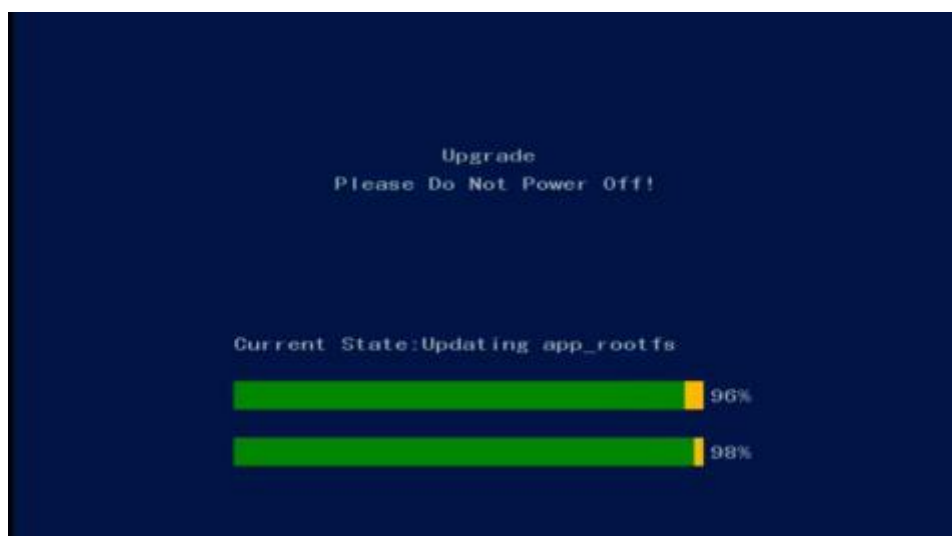 Upgrade
Please Do Not Power Off!
Current State:Updating app_rootfs
96%
98%